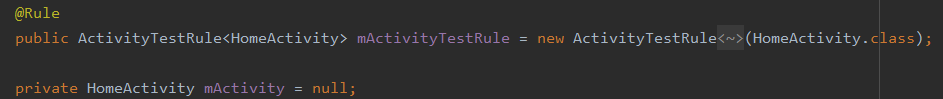 @Rule
public ActivityTestRule<HomeActivity> mActivityTestRule = new ActivityTestRule<~>(HomeActivity.class);
private HomeActivity mActivity = null;